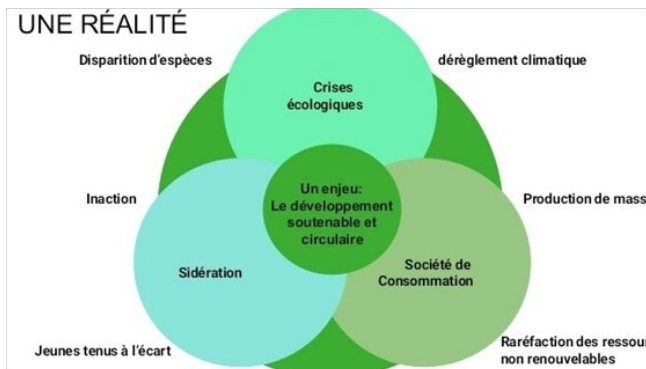 UNE RÉALITÉ
Disparition d'espèces
dérèglement climatique
Crises
écologiques
Inaction
Un enjeu:
Le développement
soutenable et
circulaire
Production de mass
Sidération
Société de
Consommation
Jeunes tenus à l'écart
Raréfaction des ressour
non renouvelables